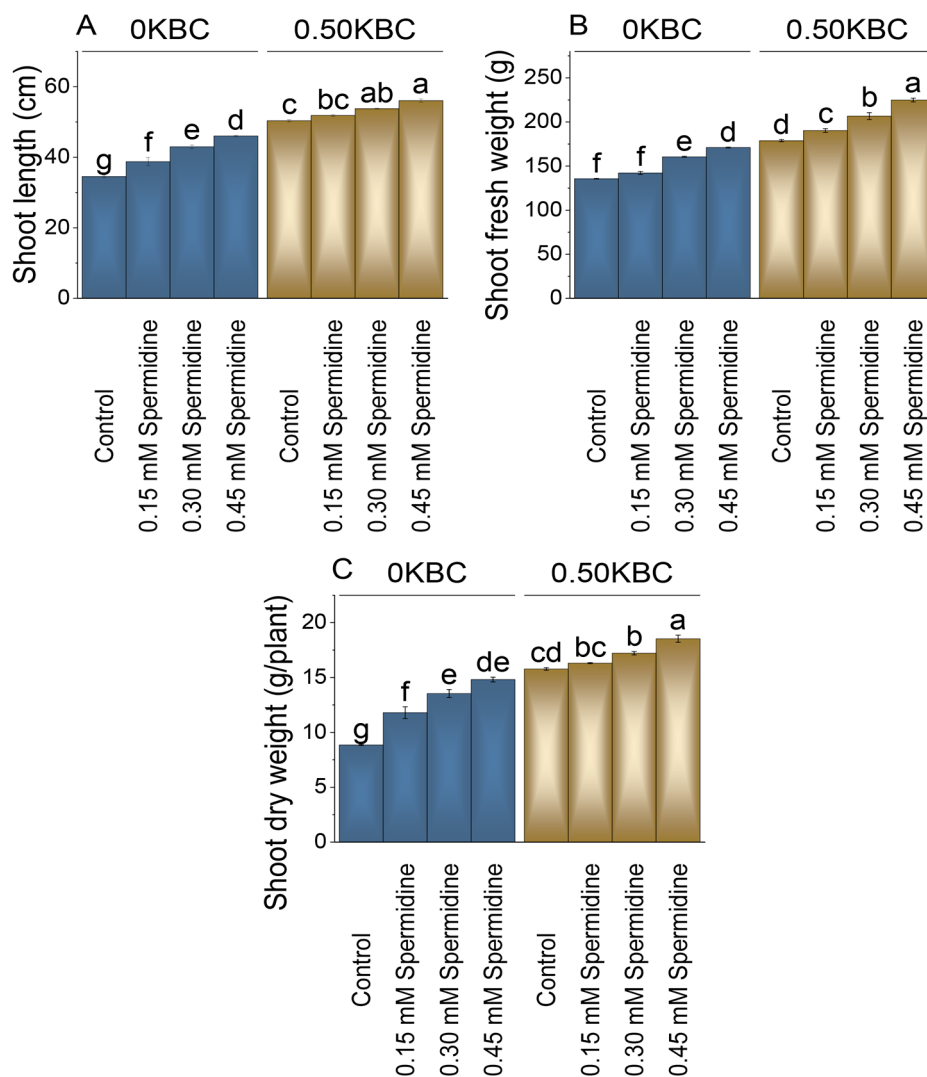 A
0KBC
0.50KBC
Shoot length (cm)
60
40
20
0
g
f
e
d
c
bc
ab
a
Control
0.15 mM Spermidine
0.30 mM Spermidine
0.45 mM Spermidine
Control
0.15 mM Spermidine
0.30 mM Spermidine
0.45 mM Spermidine
B
0KBC
0.50KBC
Shoot fresh weight (g)
250
200
150
100
50
0
f
f
e
d
d
c
b
a
Control
0.15 mM Spermidine
0.30 mM Spermidine
0.45 mM Spermidine
Control
0.15 mM Spermidine
0.30 mM Spermidine
0.45 mM Spermidine
C
0KBC
0.50KBC
Shoot dry weight (g/plant)
20
15
10
5
0
g
f
e
de
cd
bc
b
a
Control
0.15 mM Spermidine
0.30 mM Spermidine
0.45 mM Spermidine
Control
0.15 mM Spermidine
0.30 mM Spermidine
0.45 mM Spermidine